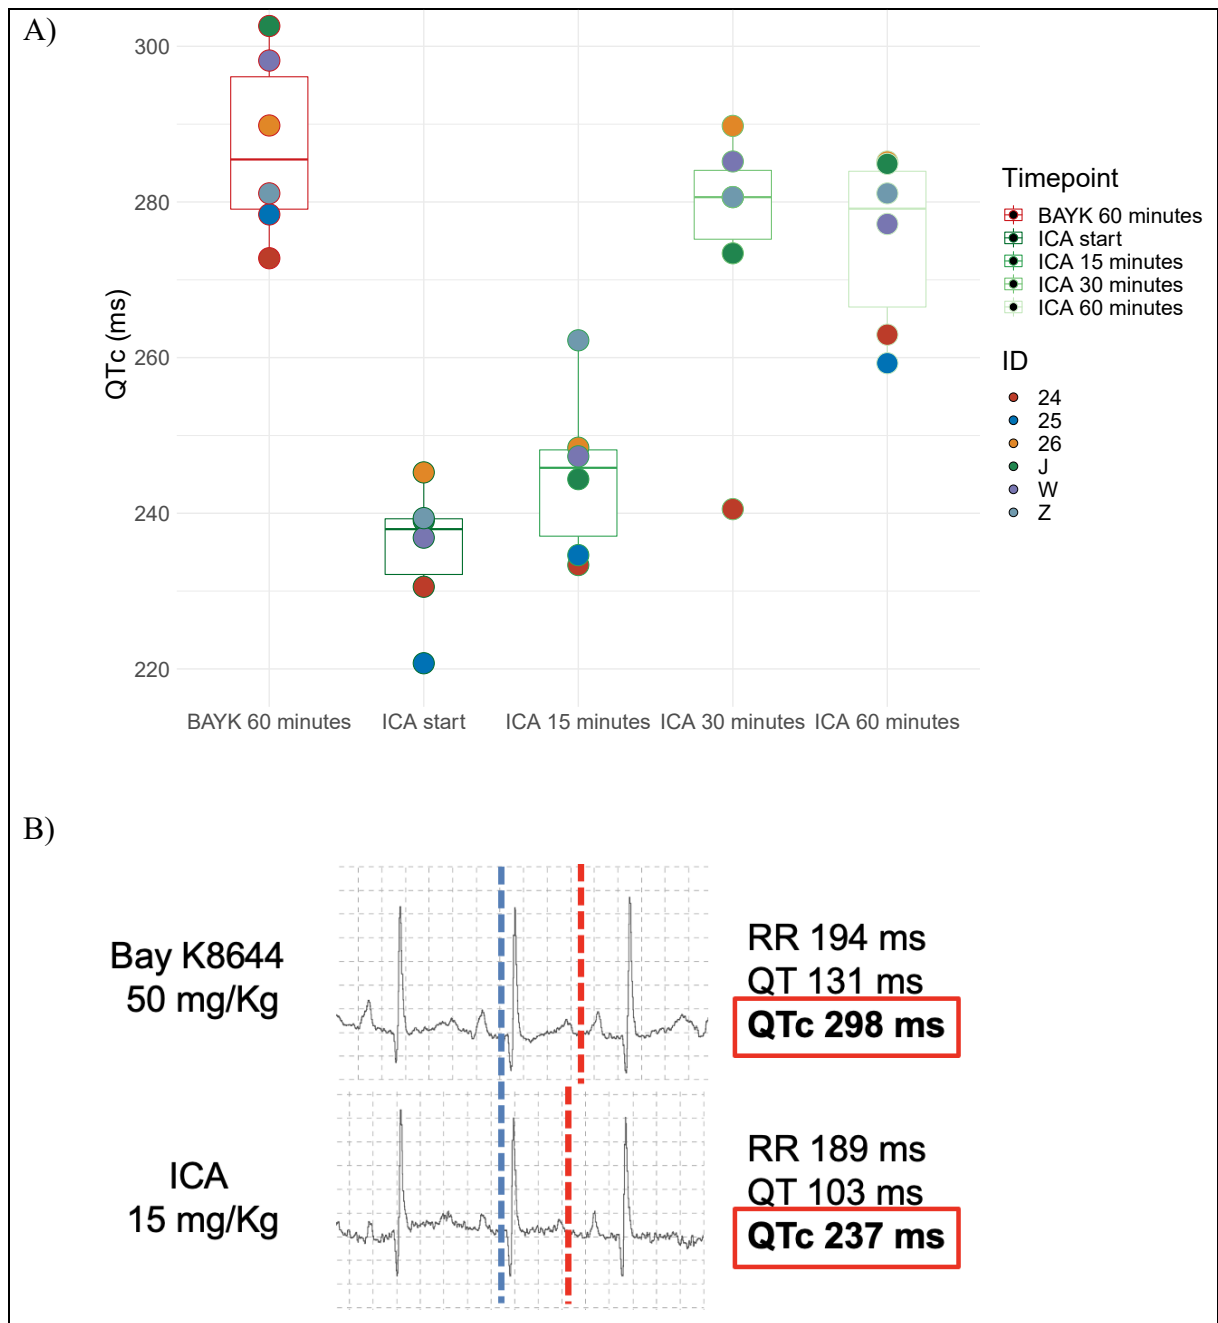 A)
300
280
260
240
220
QTc (ms)
BAYK 60 minutes
ICA start
ICA 15 minutes
ICA 30 minutes
ICA 60 minutes
Timepoint
BAYK 60 minutes
ICA start
ICA 15 minutes
ICA 30 minutes
ICA 60 minutes
ID
24
25
26
J
W
Z
B)
Bay K8644
50 mg/Kg
RR 194 ms
QT 131 ms
QTc 298 ms
ICA
15 mg/Kg
RR 189 ms
QT 103 ms
QTc 237 ms